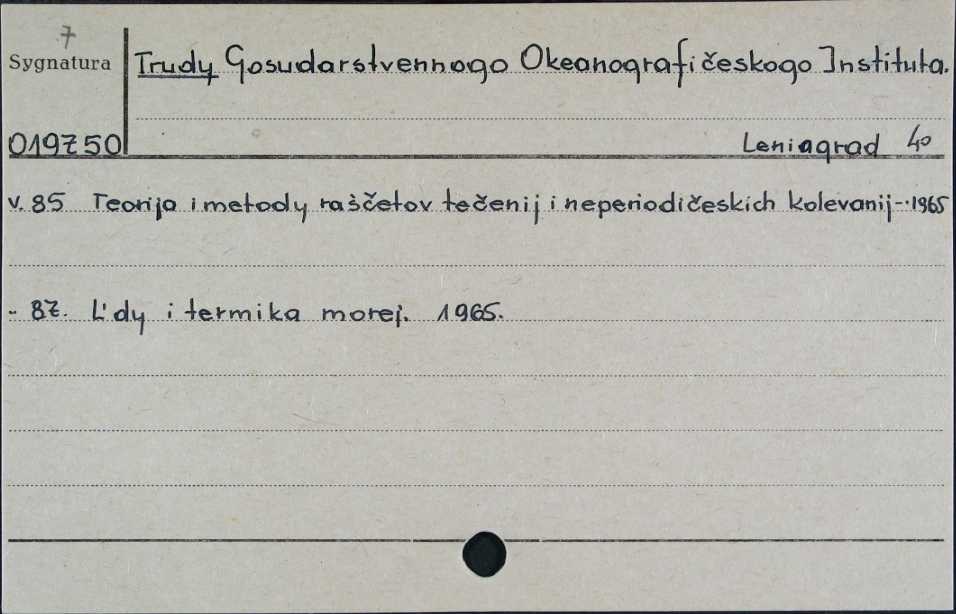 7
Sygnatura
Trudy Gosudarstvennogo Okeanografičeskogo Instituta.
019750
Leningrad 4o
v. 85 Teorija i metody rasčetov tečenij i neperiodičeskich kolevanij-·1965
- 87. L'dy i termika morej. 1965.